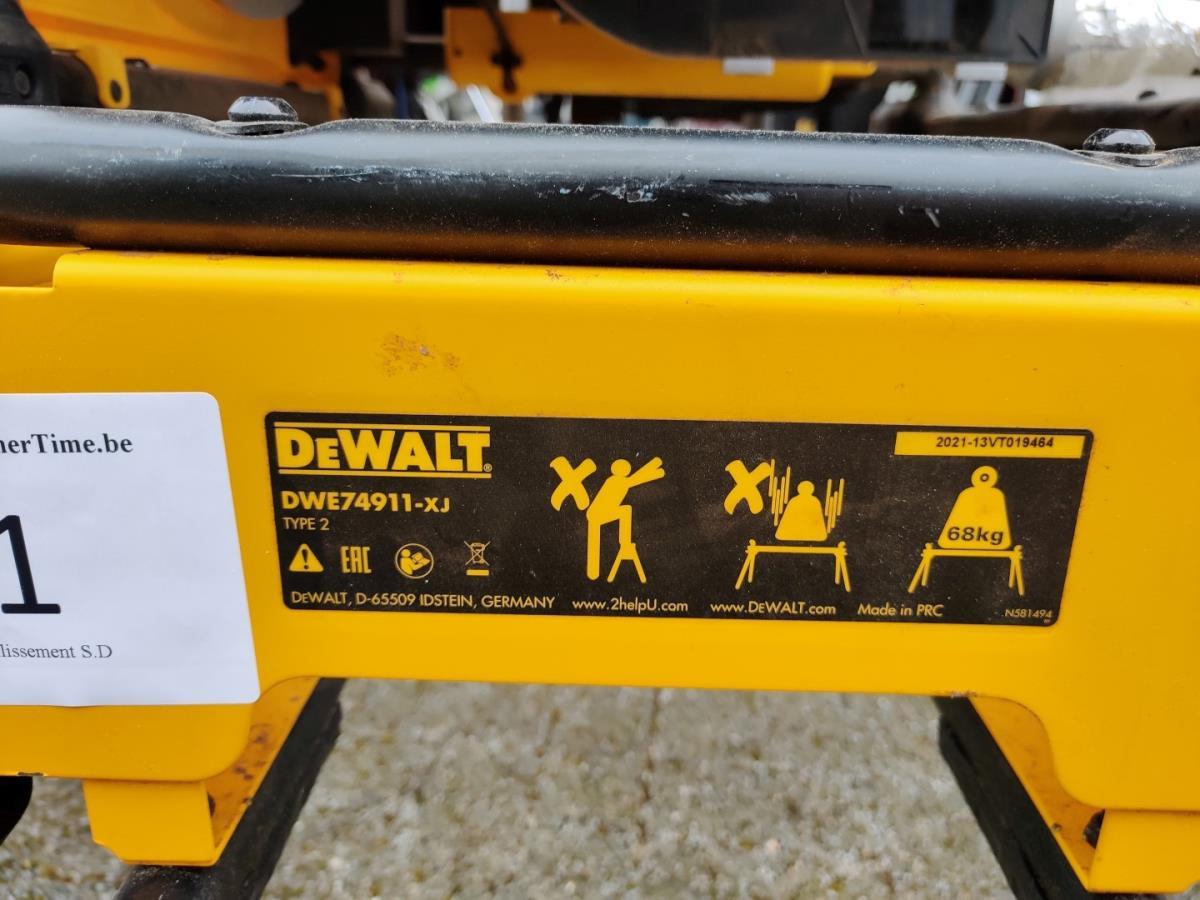 nerTime.be
1
lissement S.D
DEWALT
DWE74911-XJ
TYPE 2
EAC
DEWALT, D-65509 IDSTEIN, GERMANY
www.2helpU.com
www.DEWALT.com
Made in PRC
2021-13VT019464
68kg
N581494